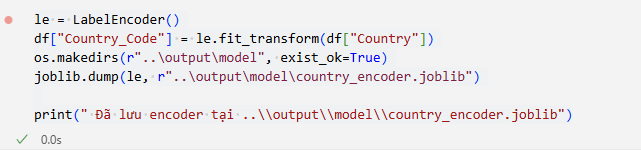 le = LabelEncoder()
df["Country_Code"] = le.fit_transform(df["Country"])
os.makedirs(r"..\output\model", exist_ok=True)
joblib.dump(le, r"..\output\model\country_encoder.joblib")
print(" Đã lưu encoder tại ..\\output\\model\\country_encoder.joblib")
0.0s